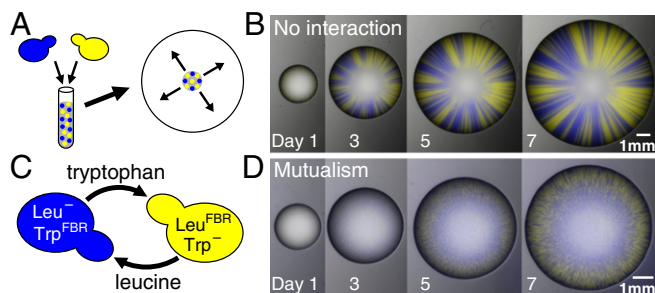 A
B
No interaction
Day 1
3
5
7
1mm
C
tryptophan
Leu⁻
Trp^FBR
Leu^FBR
Trp⁻
leucine
D
Mutualism
Day 1
3
5
7
1mm